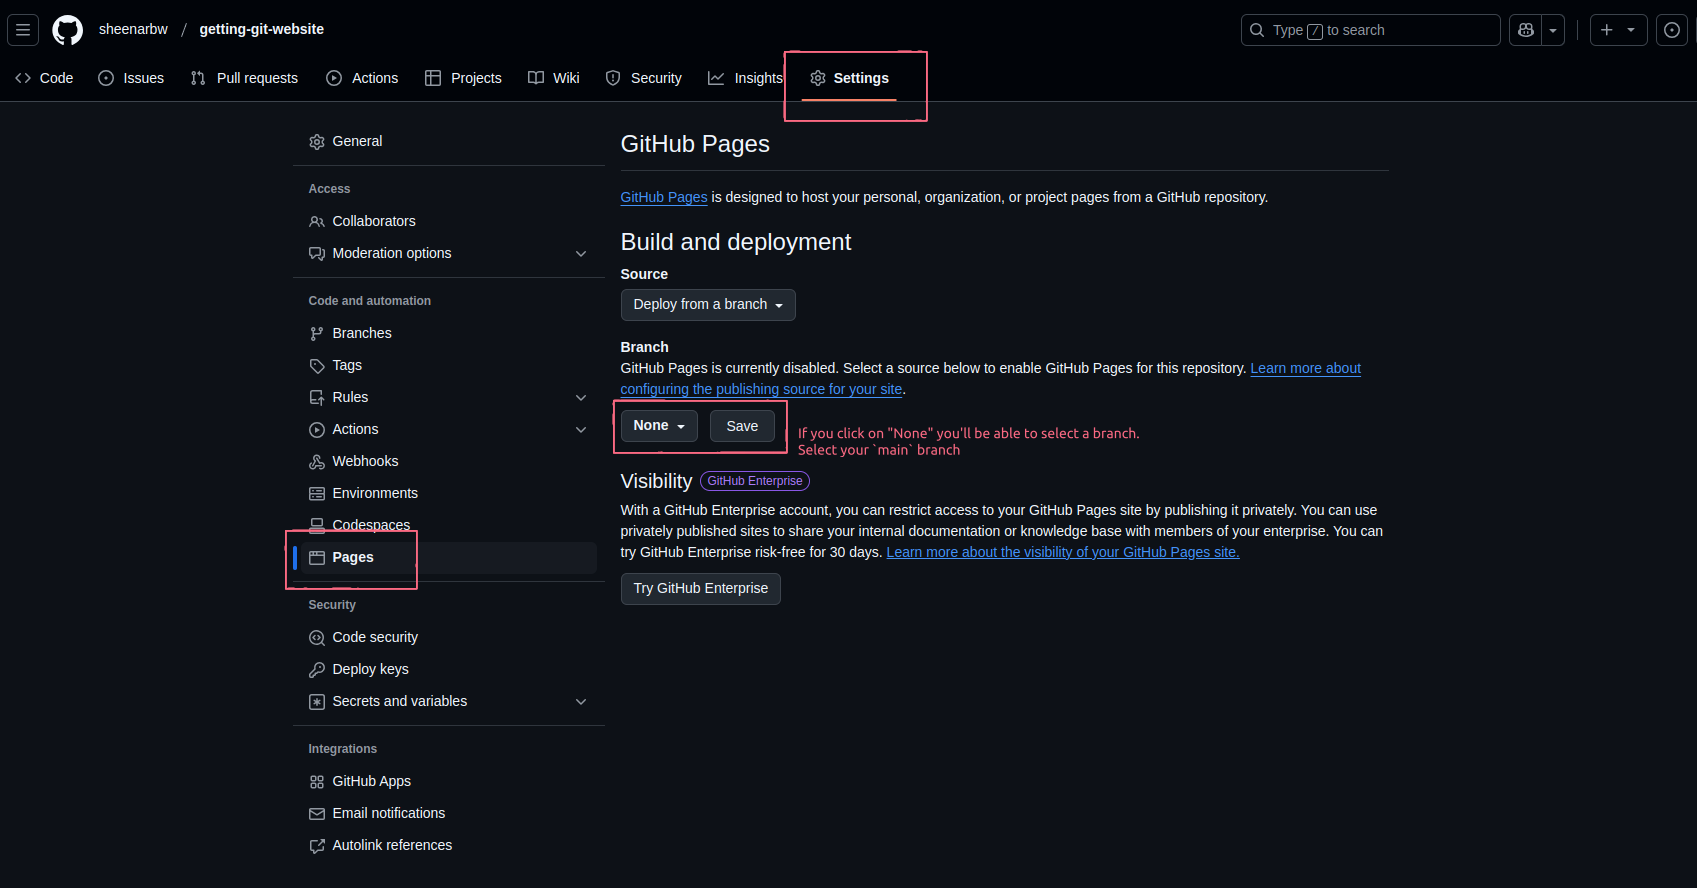 sheenarbw / getting-git-website
Type / to search
Code Issues Pull requests Actions Projects Wiki Security Insights Settings
General
Access
Collaborators
Moderation options
Code and automation
Branches
Tags
Rules
Actions
Webhooks
Environments
Codespaces
Pages
Security
Code security
Deploy keys
Secrets and variables
Integrations
GitHub Apps
Email notifications
Autolink references
GitHub Pages
GitHub Pages is designed to host your personal, organization, or project pages from a GitHub repository.
Build and deployment
Source
Deploy from a branch
Branch
GitHub Pages is currently disabled. Select a source below to enable GitHub Pages for this repository. Learn more about
configuring the publishing source for your site.
None Save
If you click on "None" you'll be able to select a branch.
Select your `main` branch
Visibility GitHub Enterprise
With a GitHub Enterprise account, you can restrict access to your GitHub Pages site by publishing it privately. You can use
privately published sites to share your internal documentation or knowledge base with members of your enterprise. You can
try GitHub Enterprise risk-free for 30 days. Learn more about the visibility of your GitHub Pages site.
Try GitHub Enterprise